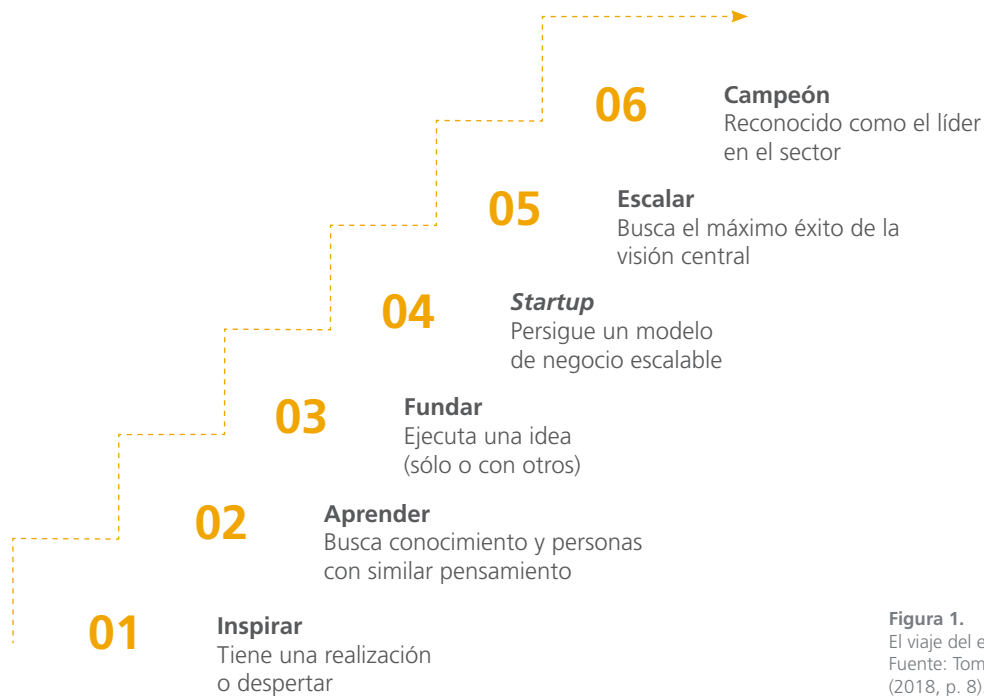 06
Campeón
Reconocido como el líder
en el sector
05
Escalar
Busca el máximo éxito de la
visión central
04
Startup
Persigue un modelo
de negocio escalable
03
Fundar
Ejecuta una idea
(sólo o con otros)
02
Aprender
Busca conocimiento y personas
con similar pensamiento
01
Inspirar
Tiene una realización
o despertar
Figura 1.
El viaje del
Fuente:
(2018, p. 8)